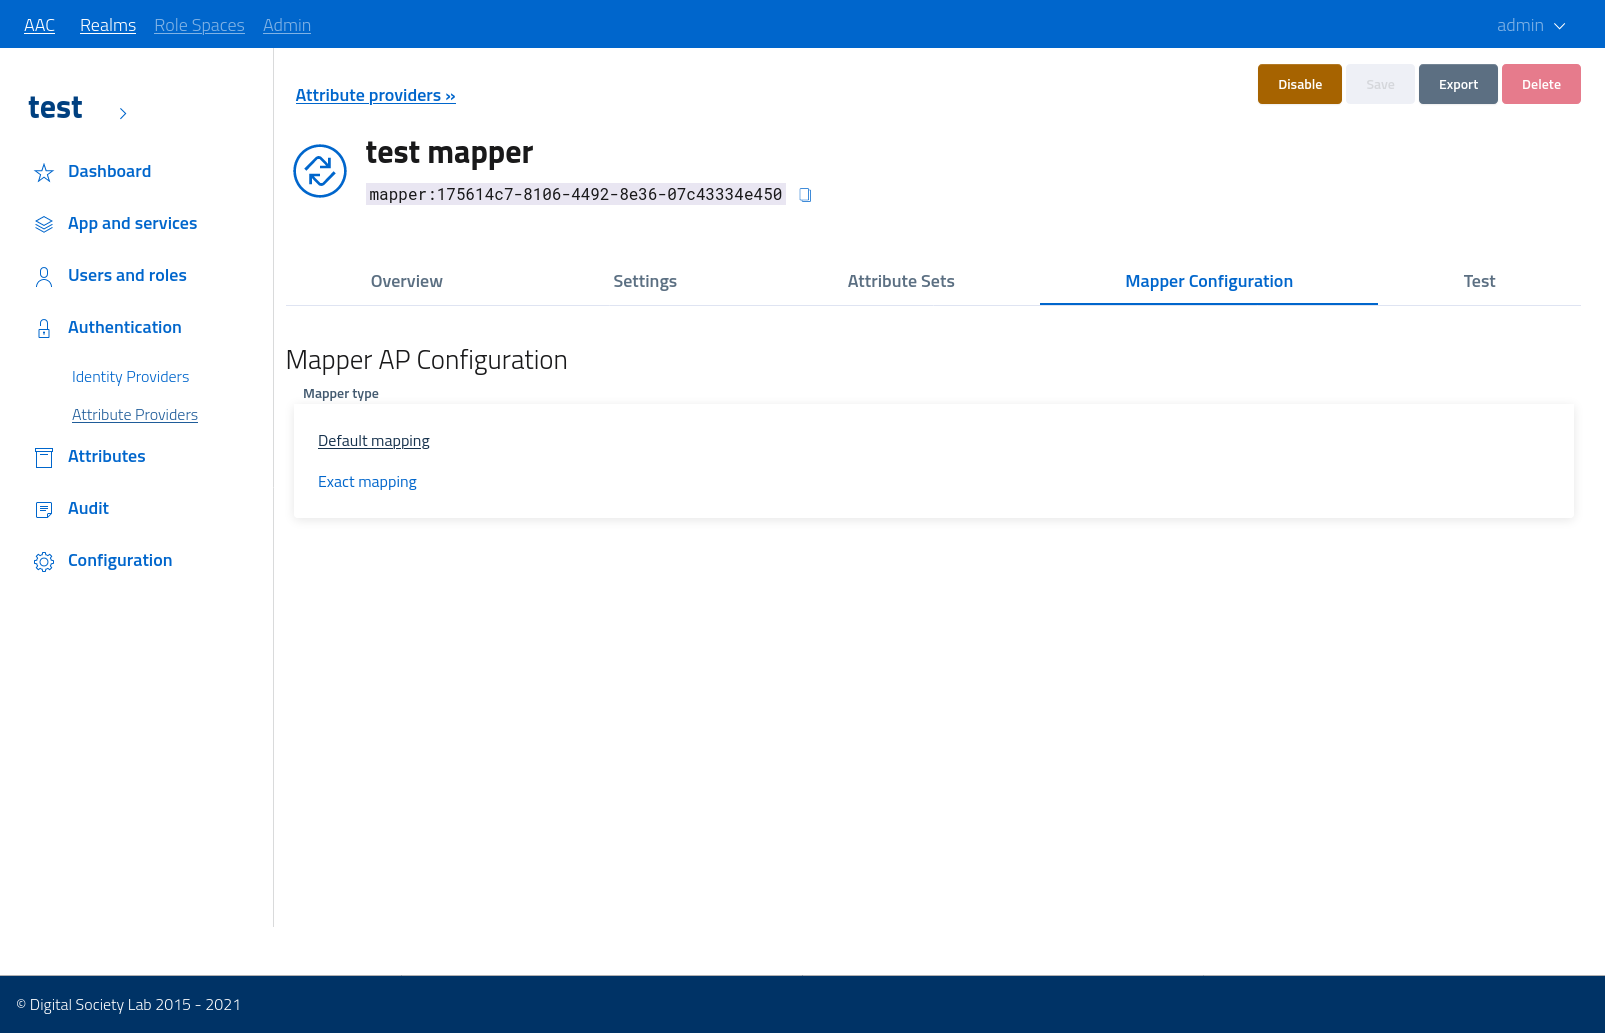 AAC Realms Role Spaces Admin admin
test
Dashboard
App and services
Users and roles
Authentication
Identity Providers
Attribute Providers
Attributes
Audit
Configuration
Attribute providers »
Disable Save Export Delete
test mapper
mapper:175614c7-8106-4492-8e36-07c43334e450
Overview Settings Attribute Sets Mapper Configuration Test
Mapper AP Configuration
Mapper type
Default mapping
Exact mapping
© Digital Society Lab 2015 - 2021